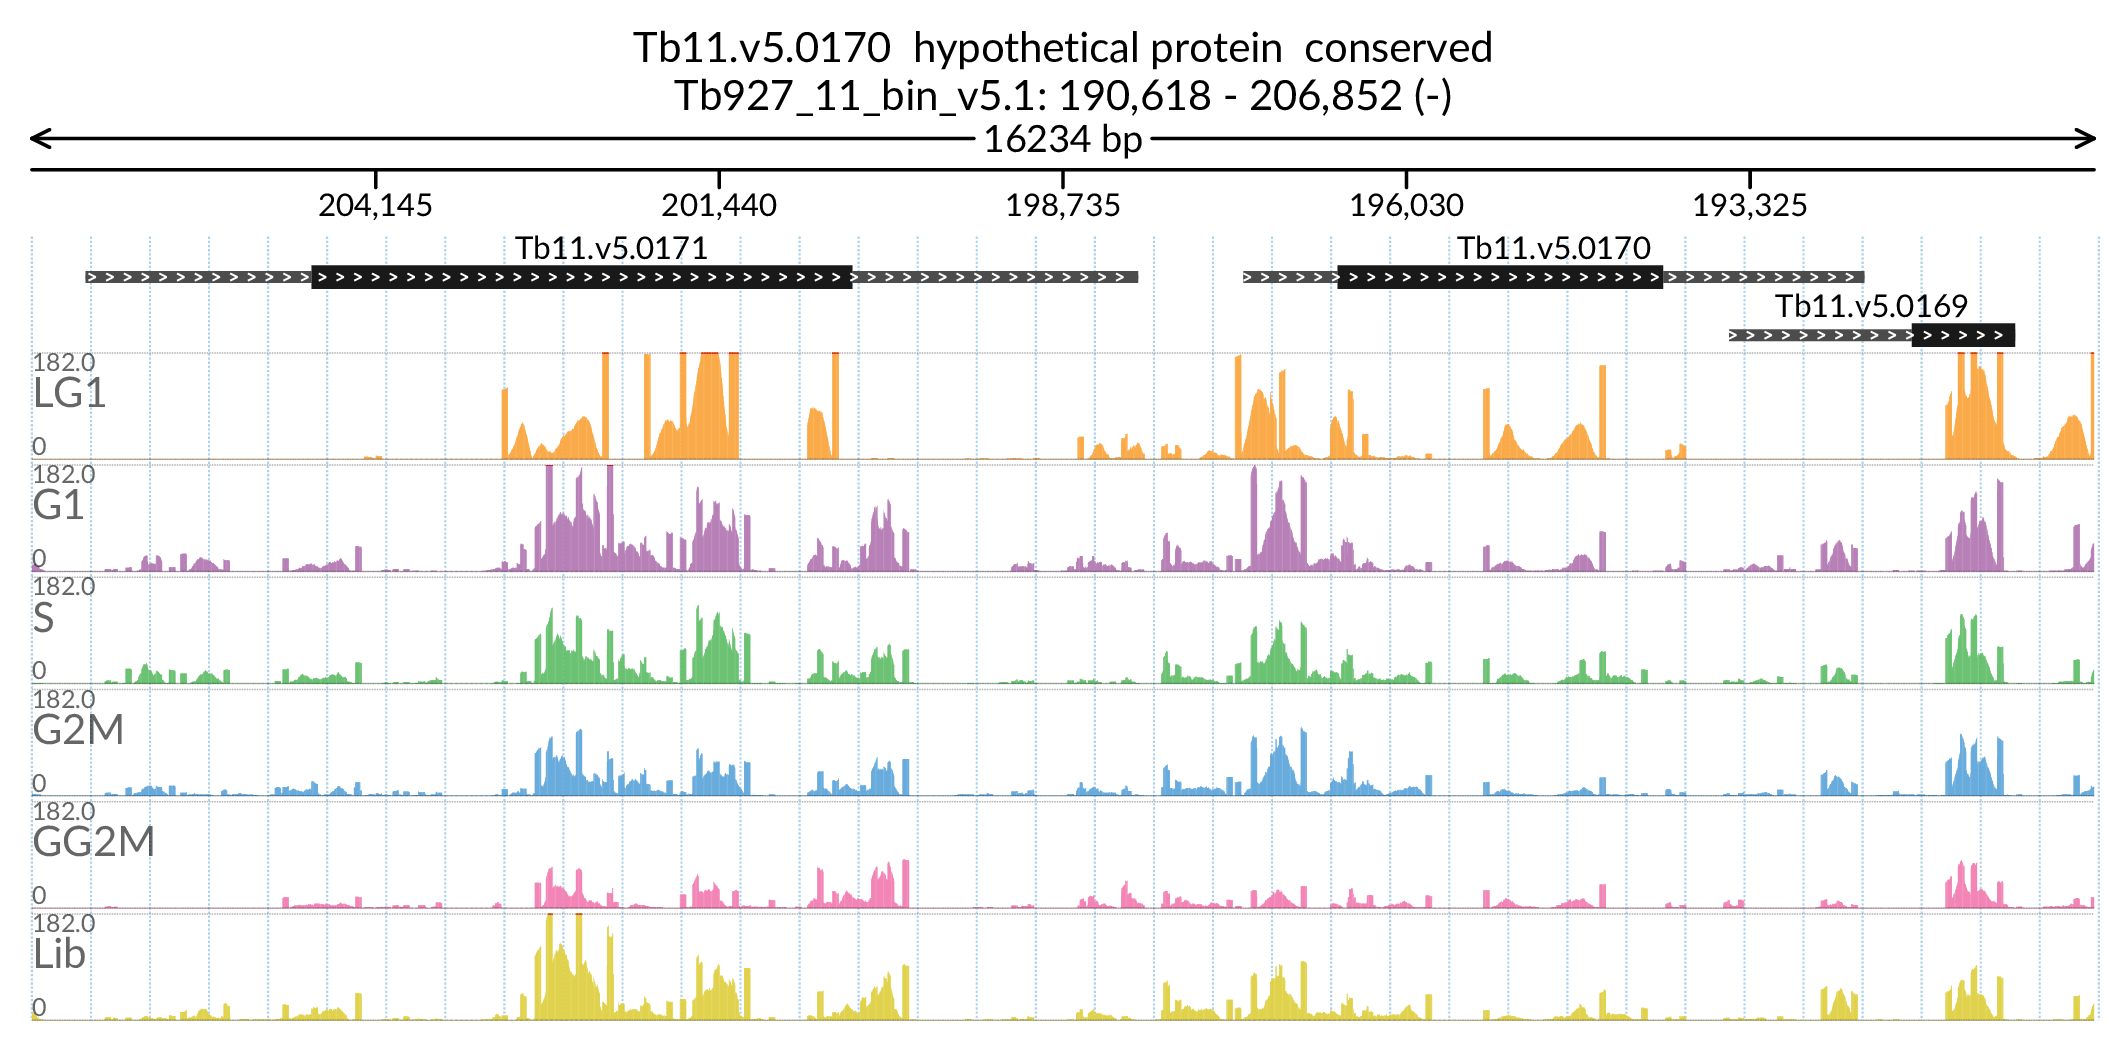 Tb11.v5.0170 hypothetical protein conserved
Tb927_11_bin_v5.1: 190,618 - 206,852 (-)
16234 bp
204,145 201,440 198,735 196,030 193,325
Tb11.v5.0171 Tb11.v5.0170
Tb11.v5.0169
182.0
LG1
0
182.0
G1
0
182.0
S
0
182.0
G2M
0
182.0
GG2M
0
182.0
Lib
0